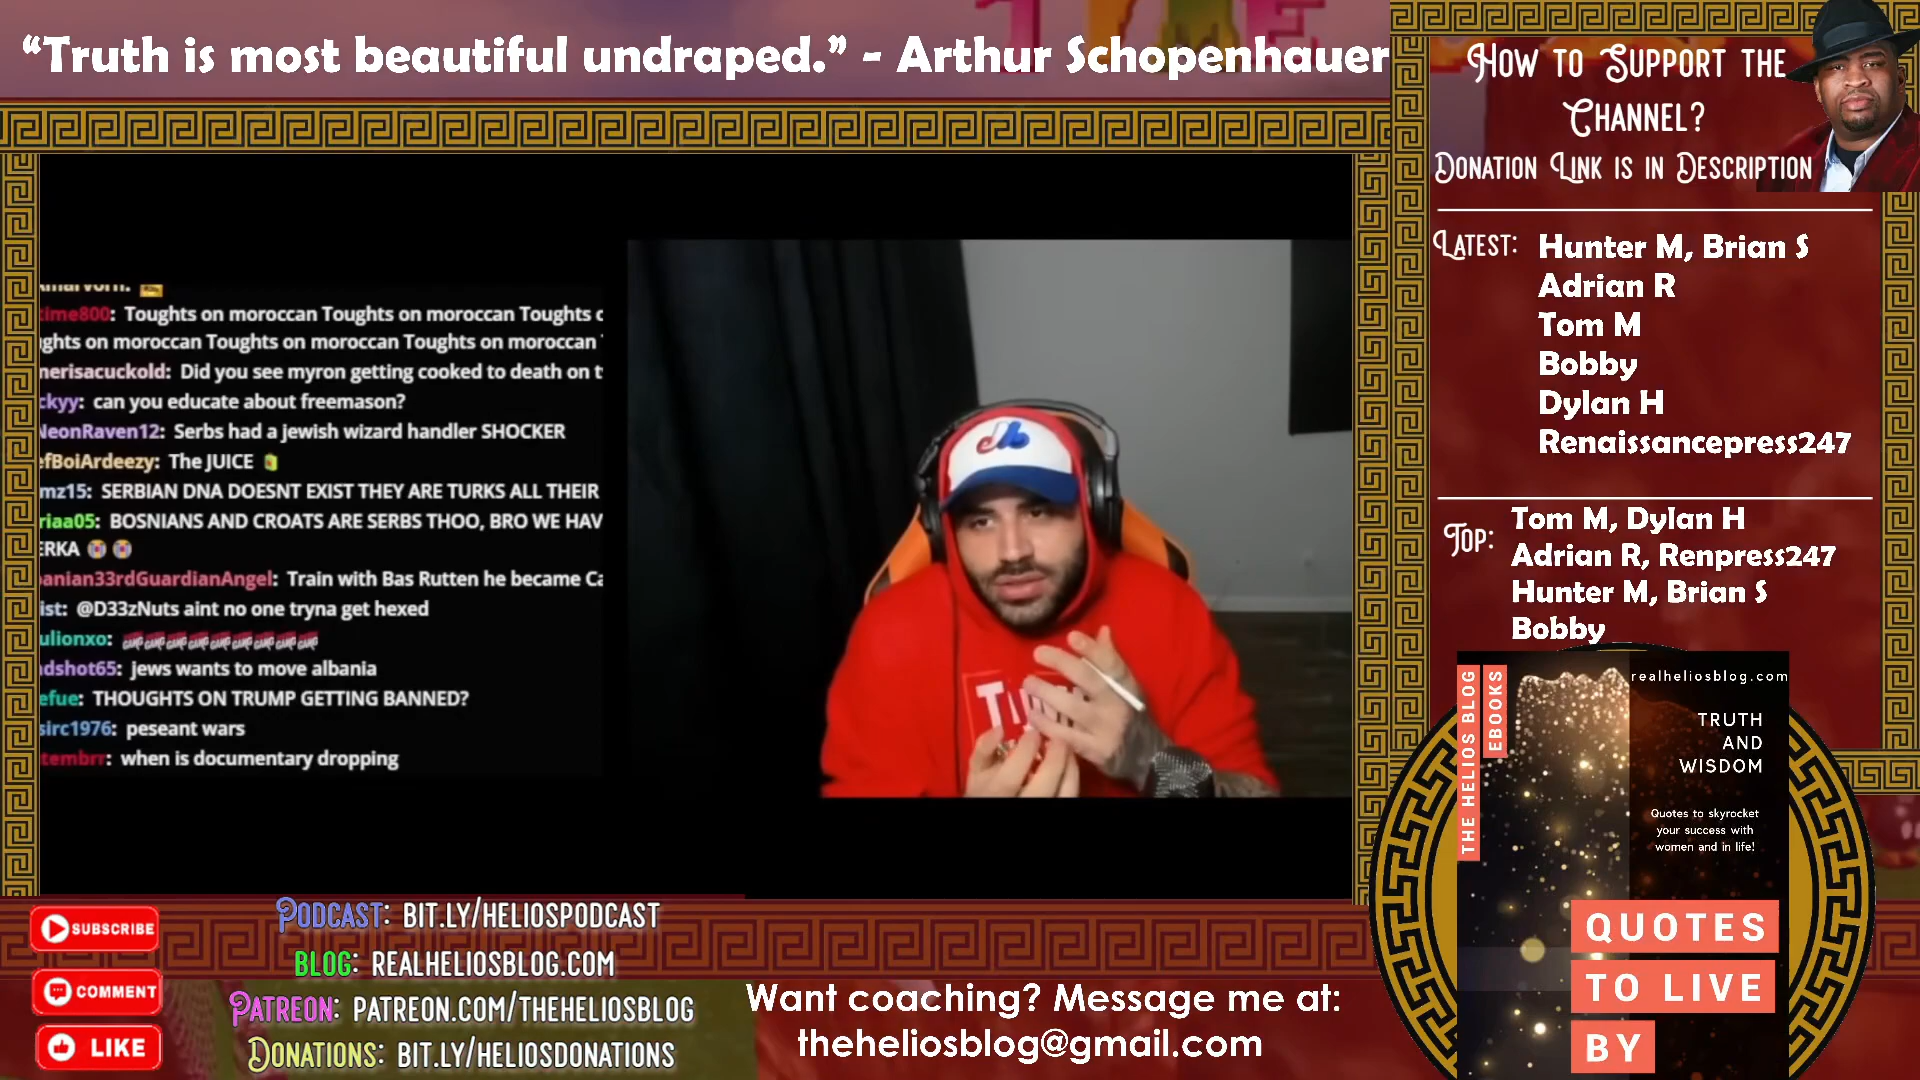 “Truth is most beautiful undraped.” - Arthur Schopenhauer
time800: Toughts on moroccan Toughts on moroccan Toughts
ghts on moroccan Toughts on moroccan Toughts on moroccan
nerisacuckold: Did you see myron getting cooked to death on
ckyy: can you educate about freemason?
NeonRaven12: Serbs had a jewish wizard handler SHOCKER
efBoiArdeezy: The JUICE
mz15: SERBIAN DNA DOESNT EXIST THEY ARE TURKS ALL THEIR
riaa05: BOSNIANS AND CROATS ARE SERBS THOO, BRO WE HAV
ERKA
banian33rdGuardianAngel: Train with Bas Rutten he became
ist: @D33zNuts aint no one tryna get hexed
ulionxo:
dshot65: jews wants to move albania
efue: THOUGHTS ON TRUMP GETTING BANNED?
sirc1976: peseant wars
tembrr: when is documentary dropping
How to Support the
Channel?
Donation Link is in Description
Latest: Hunter M, Brian S
Adrian R
Tom M
Bobby
Dylan H
Renaissancepress247
Top: Tom M, Dylan H
Adrian R, Renpress247
Hunter M, Brian S
Bobby
THE HELIOS BLOG
EBOOKS
realheliosblog.com
TRUTH
AND
WISDOM
Quotes to skyrocket
your success with
women and in life!
QUOTES
TO LIVE
BY
SUBSCRIBE
COMMENT
LIKE
Podcast: bit.ly/heliospodcast
Blog: realheliosblog.com
Patreon: patreon.com/theheliosblog
Donations: bit.ly/heliosdonations
Want coaching? Message me at:
theheliosblog@gmail.com